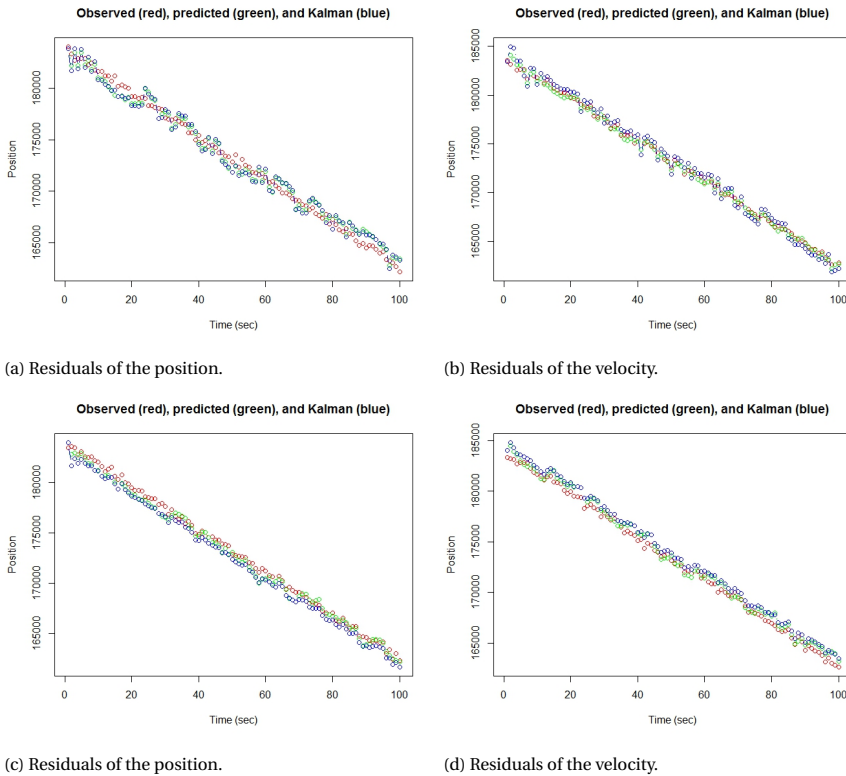 Observed (red), predicted (green), and Kalman (blue)
Position
180000
175000
170000
165000
0 20 40 60 80 100
Time (sec)
(a) Residuals of the position.
Observed (red), predicted (green), and Kalman (blue)
Position
185000
180000
175000
170000
165000
0 20 40 60 80 100
Time (sec)
(b) Residuals of the velocity.
Observed (red), predicted (green), and Kalman (blue)
Position
180000
175000
170000
165000
0 20 40 60 80 100
Time (sec)
(c) Residuals of the position.
Observed (red), predicted (green), and Kalman (blue)
Position
185000
180000
175000
170000
165000
0 20 40 60 80 100
Time (sec)
(d) Residuals of the velocity.